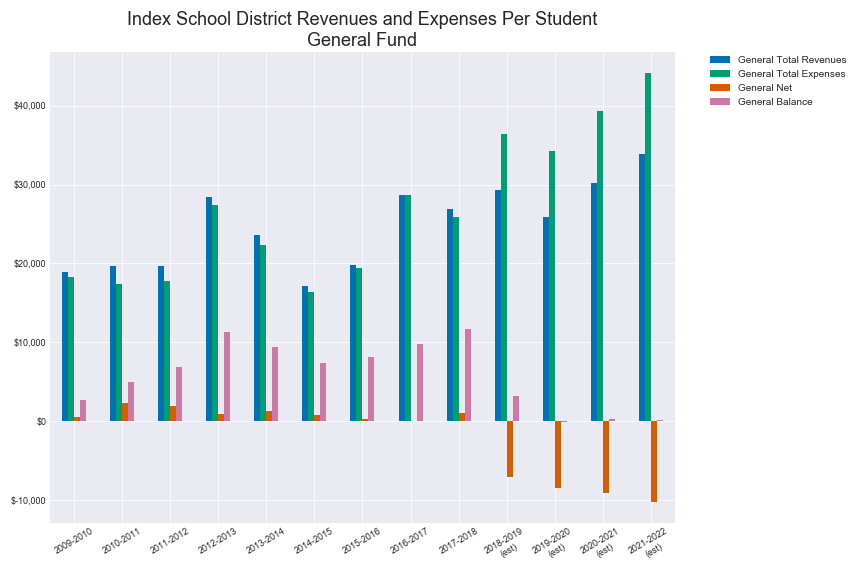 Index School District Revenues and Expenses Per Student
General Fund
General Total Revenues
General Total Expenses
General Net
General Balance
$40,000
$30,000
$20,000
$10,000
$0
$-10,000
2009-2010
2010-2011
2011-2012
2012-2013
2013-2014
2014-2015
2015-2016
2016-2017
2017-2018
2018-2019
(est)
2019-2020
(est)
2020-2021
(est)
2021-2022
(est)